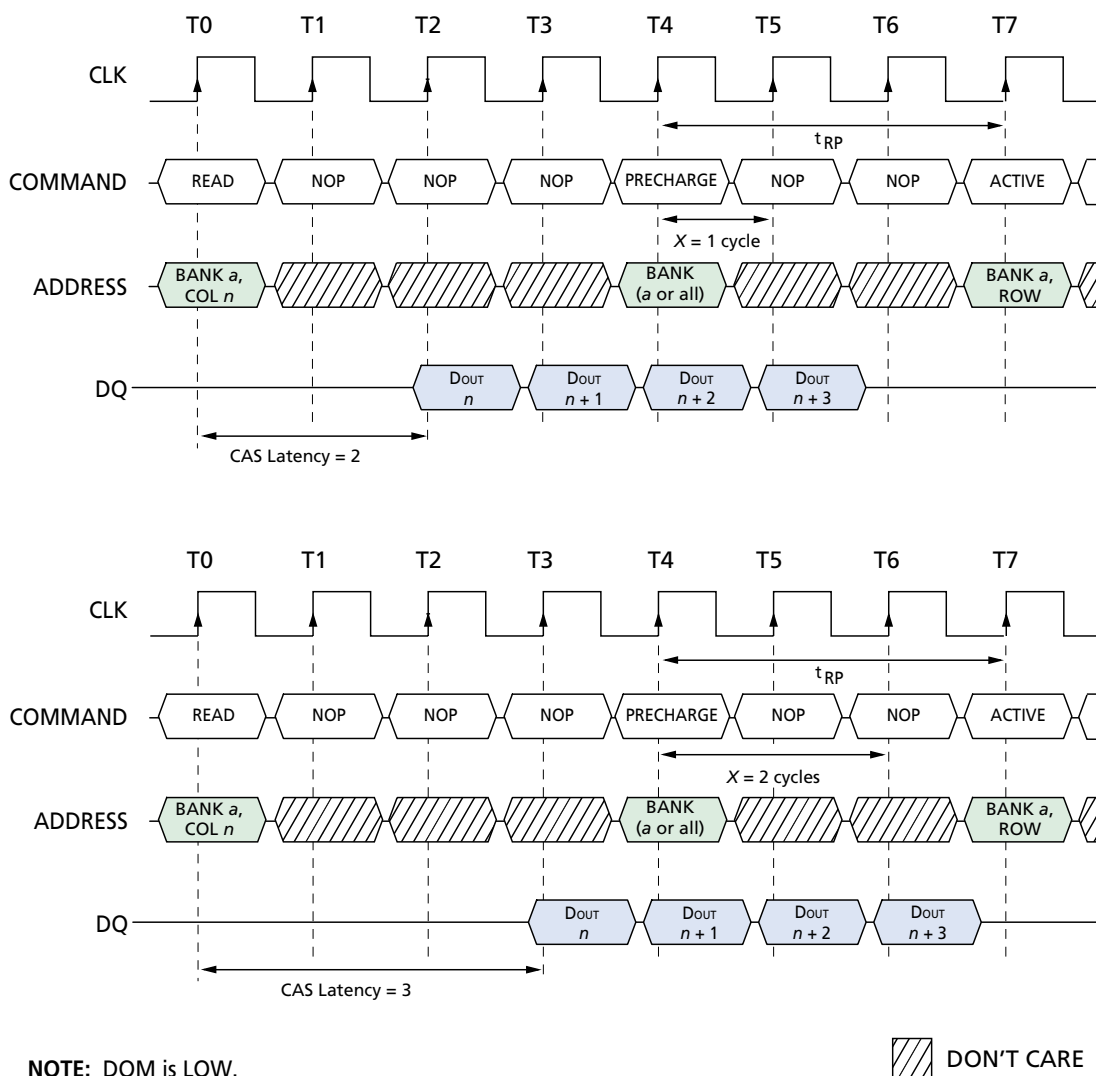 T0 T1 T2 T3 T4 T5 T6 T7
CLK
tRP
COMMAND READ NOP NOP NOP PRECHARGE NOP NOP ACTIVE
X = 1 cycle
ADDRESS BANK a, COL n BANK (a or all) BANK a, ROW
DQ DOUT n DOUT n + 1 DOUT n + 2 DOUT n + 3
CAS Latency = 2
T0 T1 T2 T3 T4 T5 T6 T7
CLK
tRP
COMMAND READ NOP NOP NOP PRECHARGE NOP NOP ACTIVE
X = 2 cycles
ADDRESS BANK a, COL n BANK (a or all) BANK a, ROW
DQ DOUT n DOUT n + 1 DOUT n + 2 DOUT n + 3
CAS Latency = 3
DON'T CARE
NOTE: DQM is LOW.